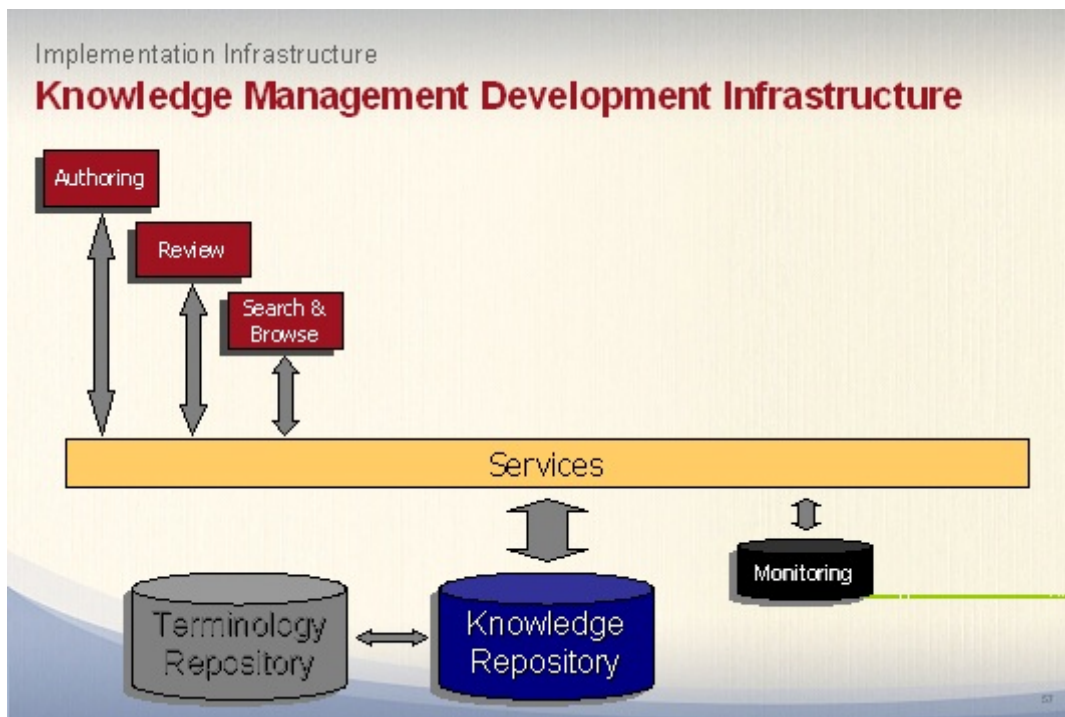 Implementation Infrastructure
Knowledge Management Development Infrastructure
Authoring
Review
Search &
Browse
Services
Monitoring
Terminology
Repository
Knowledge
Repository